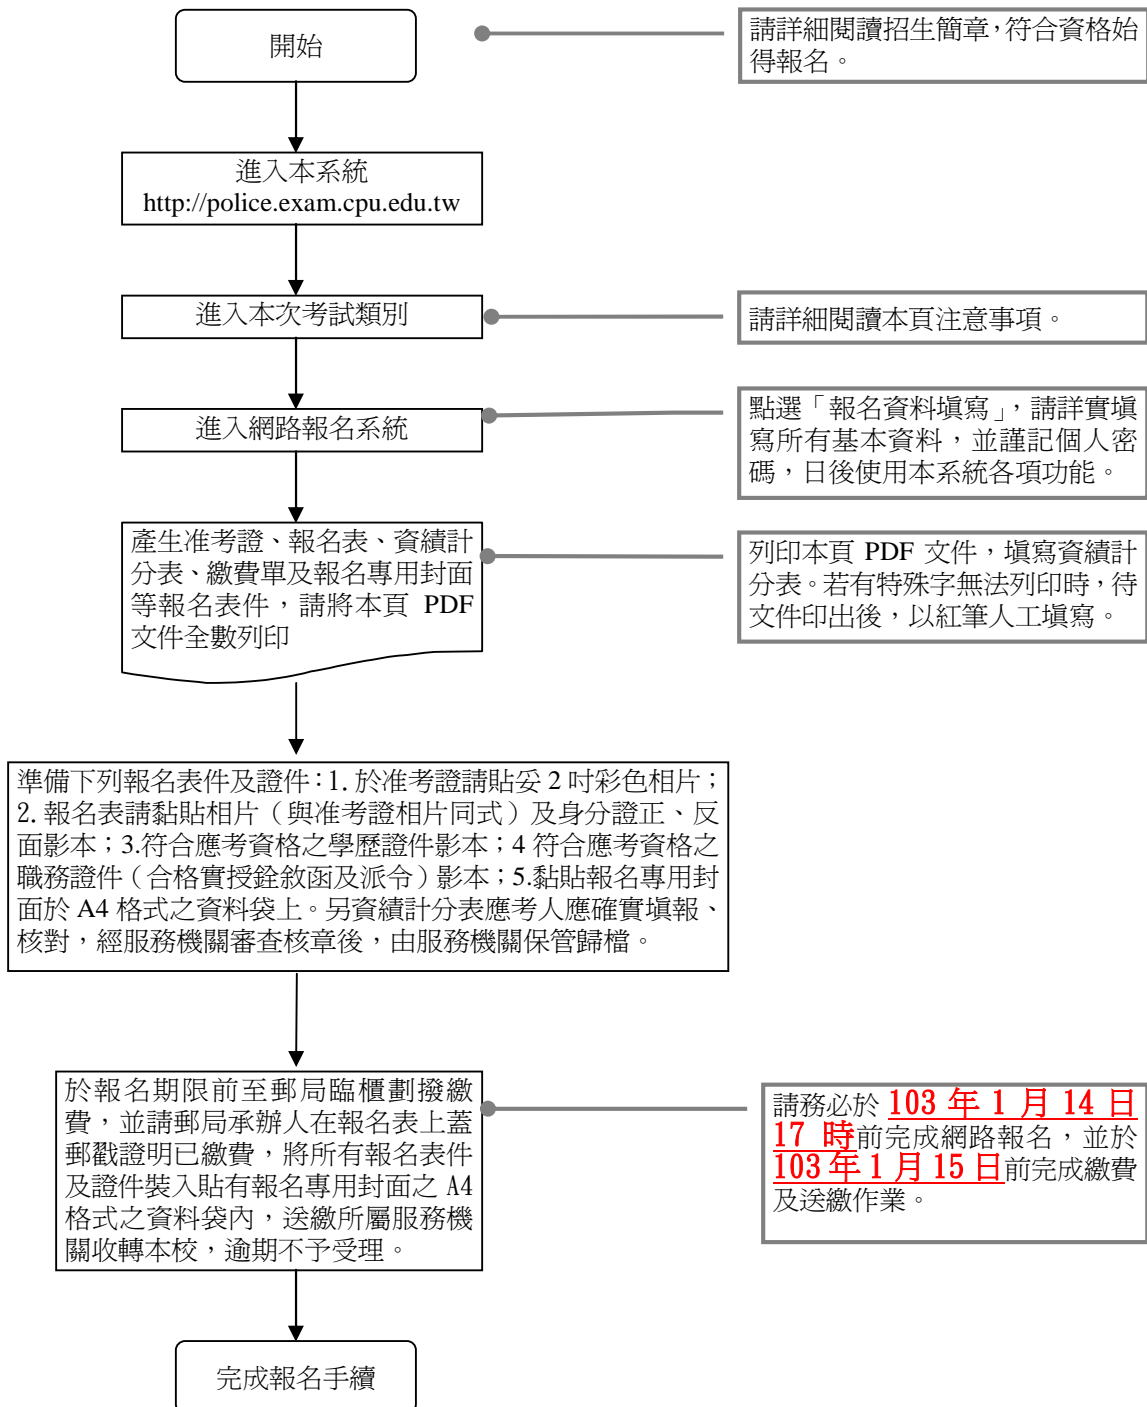 開始
請詳細閱讀招生簡章,符合資格始
得報名。
進入本系統
http://police.exam.cpu.edu.tw
進入本次考試類別
請詳細閱讀本頁注意事項。
進入網路報名系統
點選「報名資料填寫」,請詳實填
寫所有基本資料,並謹記個人密
碼,日後使用本系統各項功能。
產生准考證、報名表、資績計
分表、繳費單及報名專用封面
等報名表件,請將本頁 PDF
文件全數列印
列印本頁 PDF 文件,填寫資績計
分表。若有特殊字無法列印時,待
文件印出後,以紅筆人工填寫。
準備下列報名表件及證件:1. 於准考證請貼妥 2 吋彩色相片;
2. 報名表請黏貼相片(與准考證相片同式)及身分證正、反
面影本;3.符合應考資格之學歷證件影本;4 符合應考資格之
職務證件(合格實授銓敘函及派令)影本;5.黏貼報名專用封
面於 A4 格式之資料袋上。另資績計分表應考人應確實填報、
核對,經服務機關審查核章後,由服務機關保管歸檔。
於報名期限前至郵局臨櫃劃撥繳
費,並請郵局承辦人在報名表上蓋
郵戳證明已繳費,將所有報名表件
及證件裝入貼有報名專用封面之 A4
格式之資料袋內,送繳所屬服務機
關收轉本校,逾期不予受理。
請務必於 103 年 1 月 14 日
17 時前完成網路報名,並於
103 年 1 月 15 日前完成繳費
及送繳作業。
完成報名手續